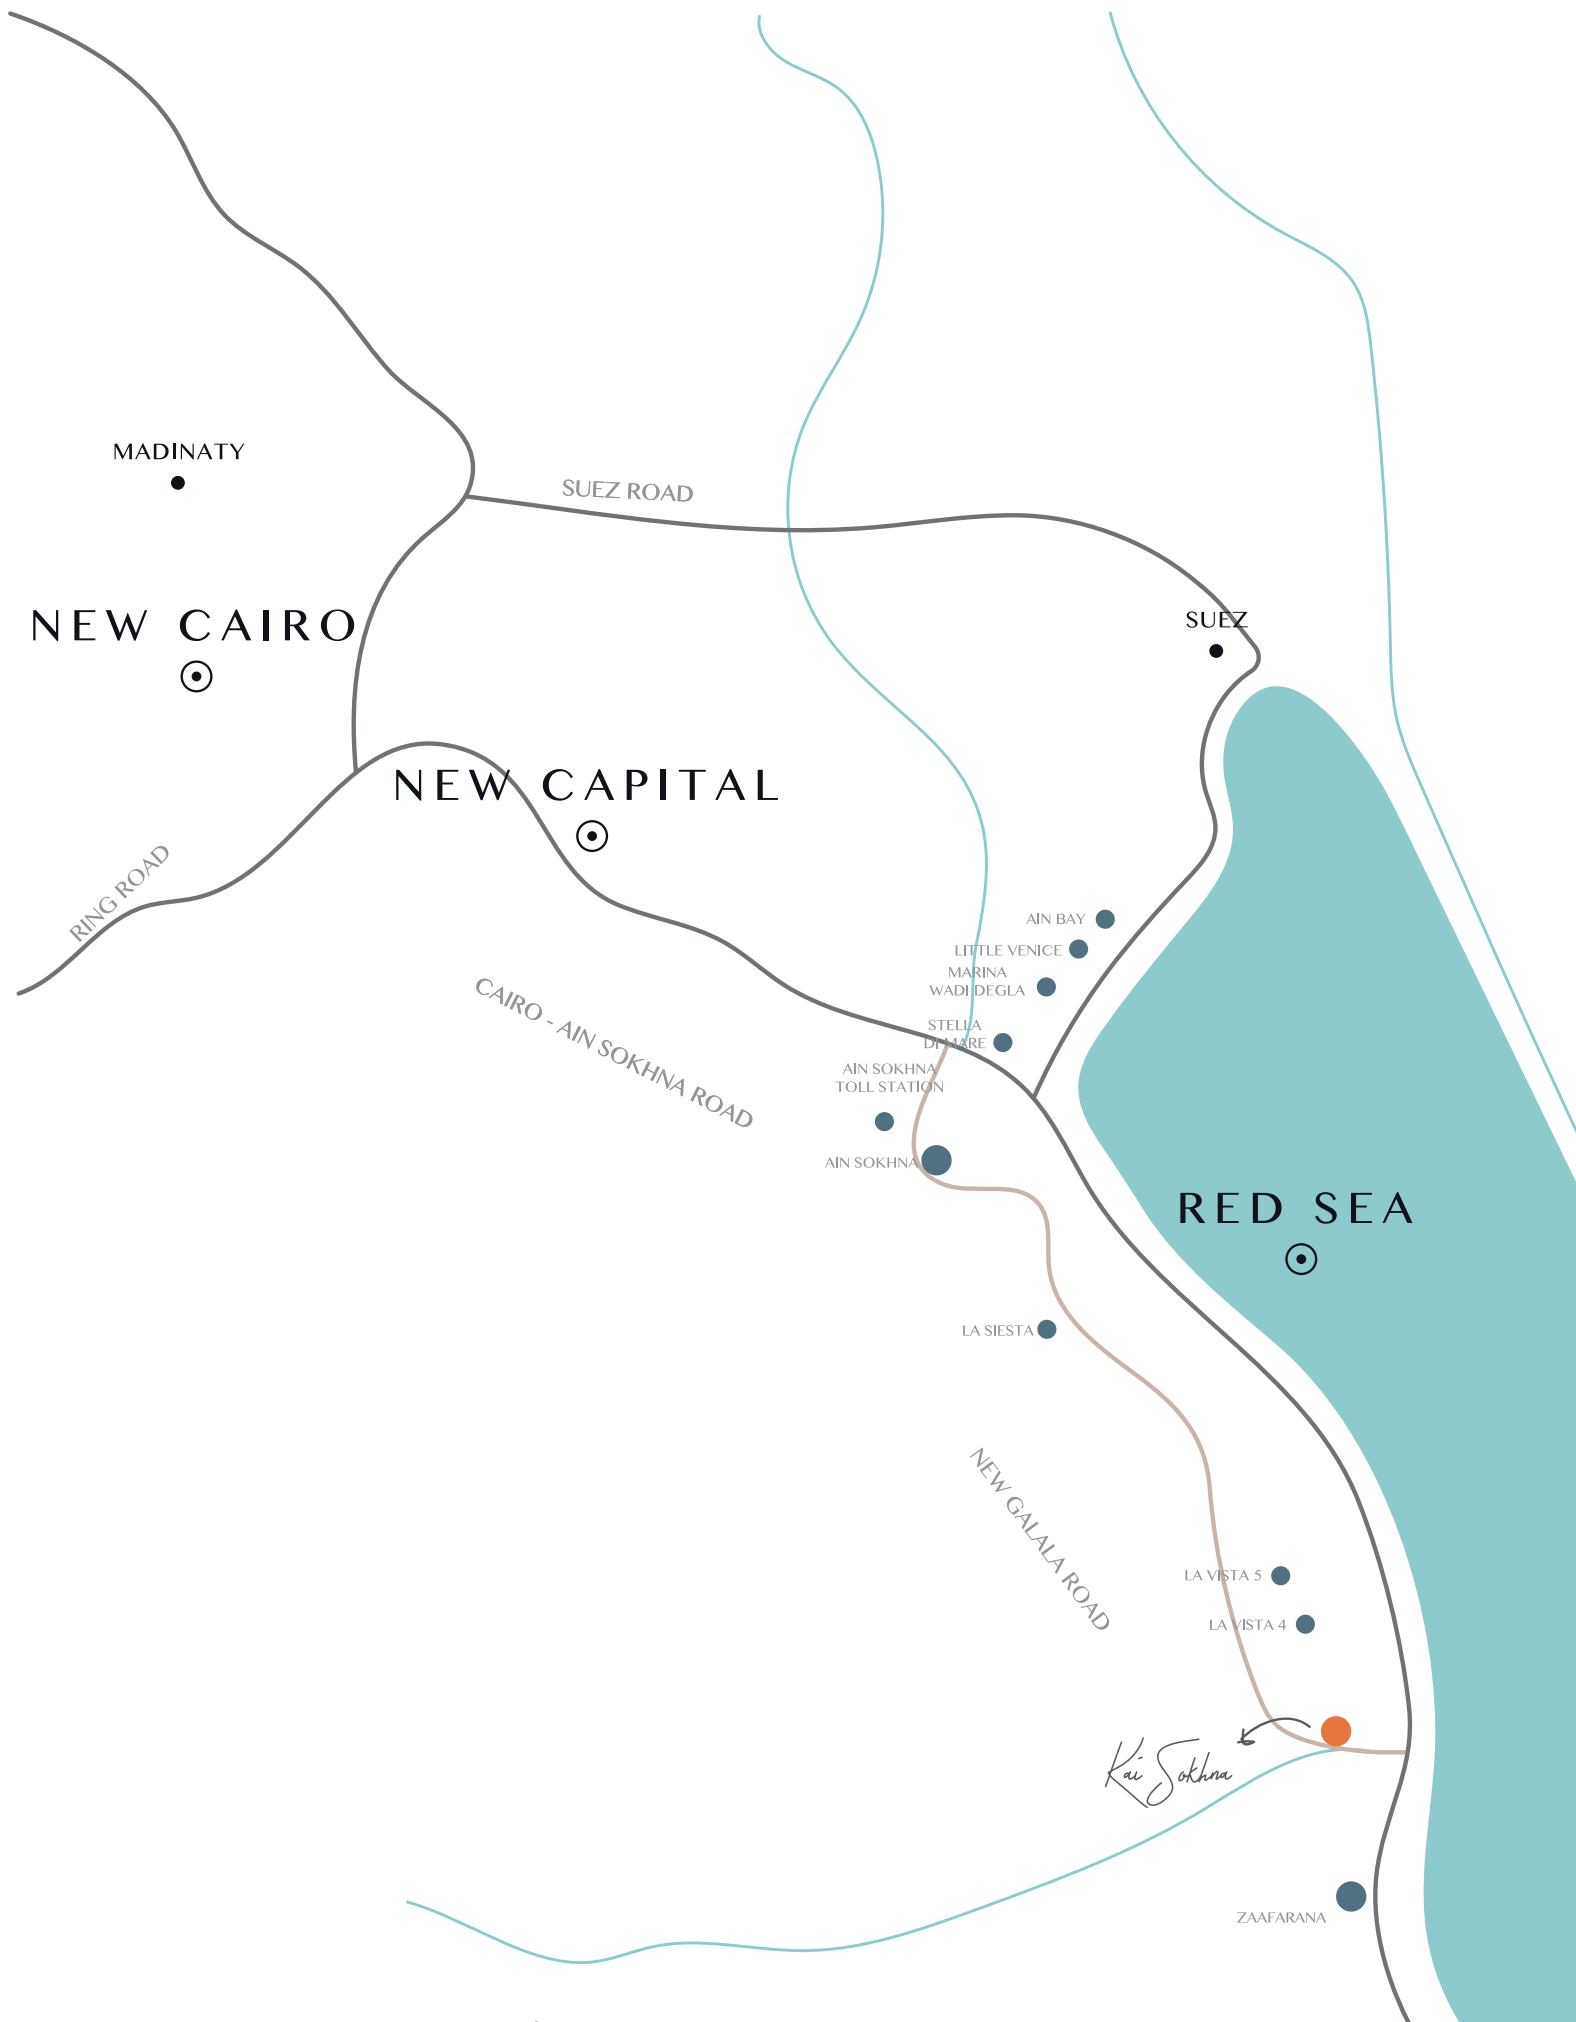 MADINATY
SUEZ ROAD
NEW CAIRO
SUEZ
NEW CAPITAL
RING ROAD
AIN BAY
LITTLE VENICE
MARINA
WADI DEGLA
CAIRO - AIN SOKHNA ROAD
STELLA
DI MARE
AIN SOKHNA
TOLL STATION
AIN SOKHNA
RED SEA
LA SIESTA
NEW GALALA ROAD
LA VISTA 5
LA VISTA 4
Kai Sokhna
ZAAFARANA